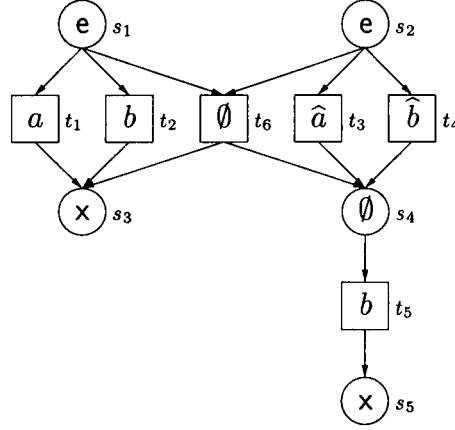 e s₁ e s₂
a t₁ b t₂ ∅ t₆ â t₃ b̂ t₄
x s₃ ∅ s₄
b t₅
x s₅